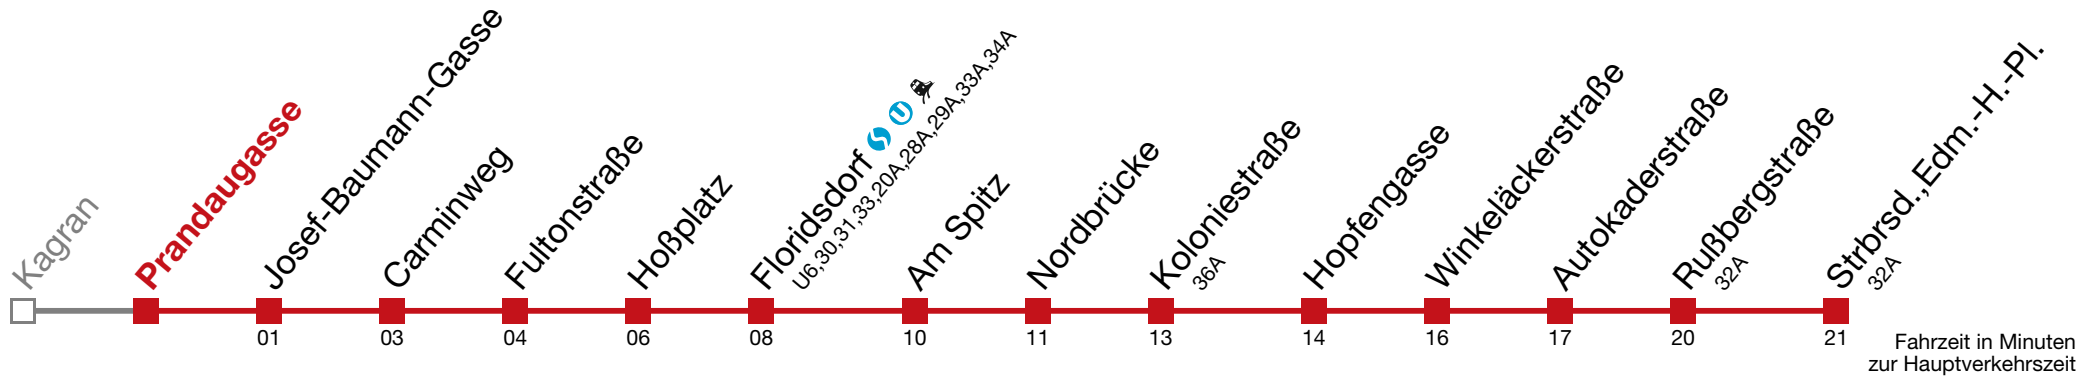 Kagran
Prandaugasse
Josef-Baumann-Gasse
Carminweg
Fultonstraße
Hoßplatz
Floridsdorf
U6,30,31,33,20A,28A,29A,33A,34A
Am Spitz
Nordbrücke
Koloniestraße
36A
Hopfengasse
Winkeläckerstraße
Autokaderstraße
Rußbergstraße
32A
Strbrsd.,Edm.-H.-Pl.
32A
01 03 04 06 08 10 11 13 14 16 17 20 21
Fahrzeit in Minuten
zur Hauptverkehrszeit